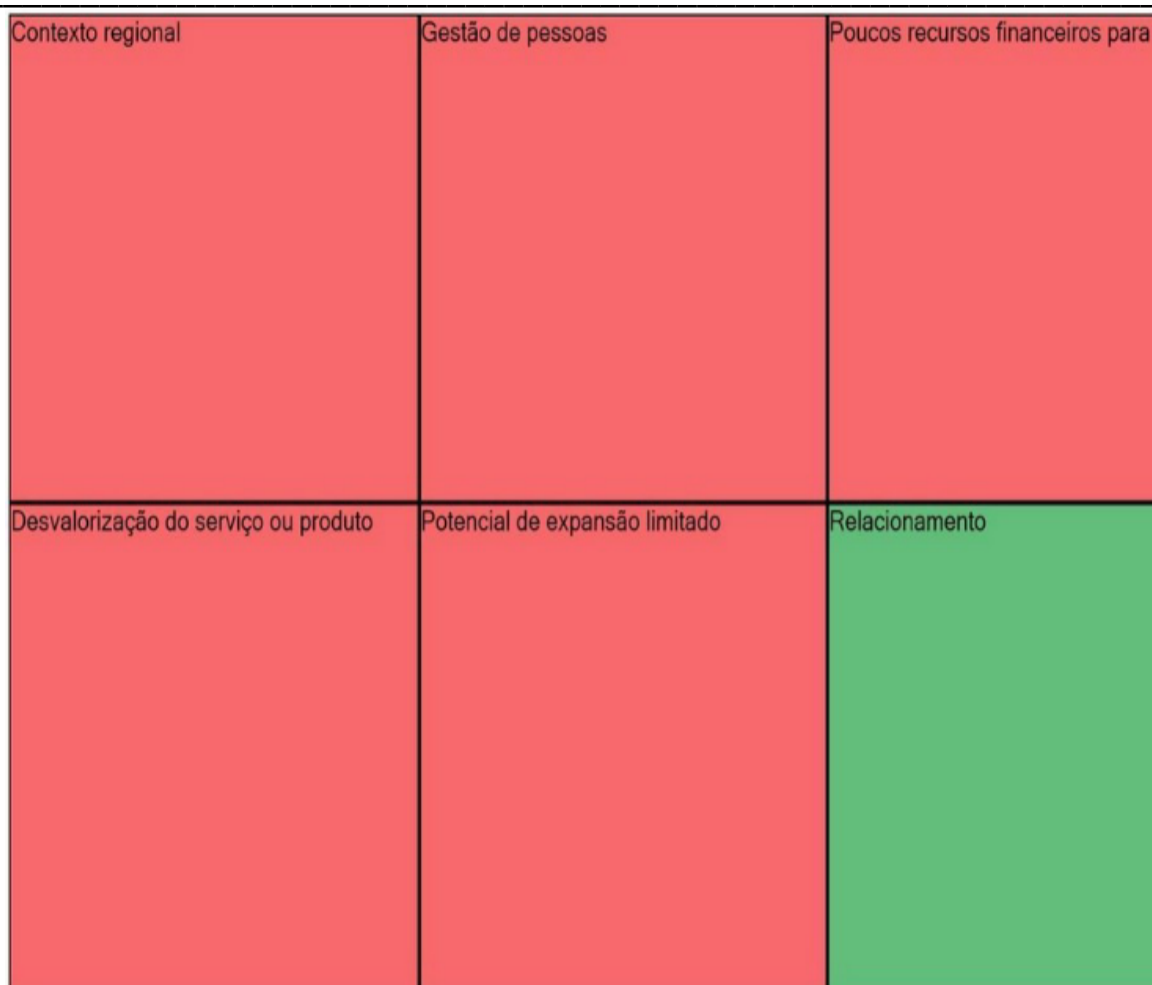 Contexto regional
Gestão de pessoas
Poucos recursos financeiros para
Desvalorização do serviço ou produto
Potencial de expansão limitado
Relacionamento